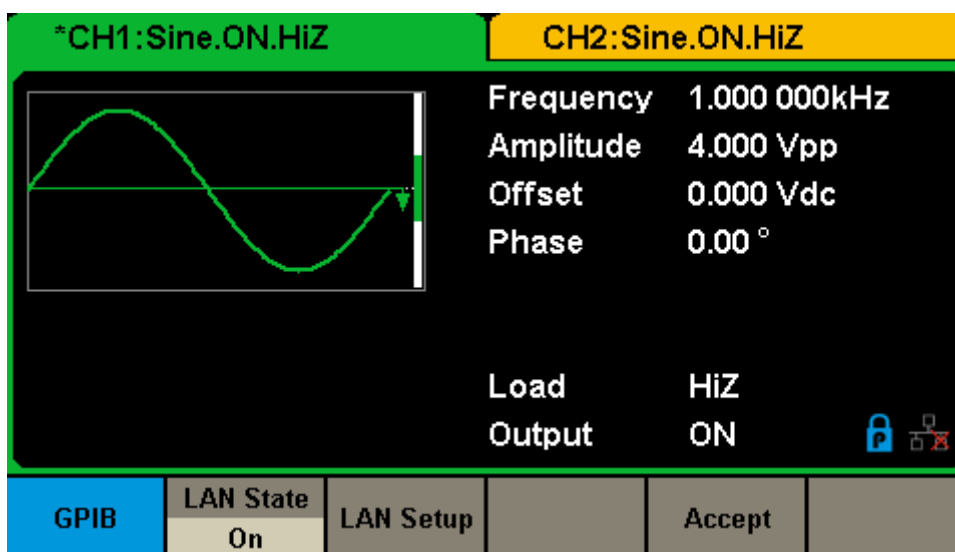 *CH1:Sine.ON.HiZ
CH2:Sine.ON.HiZ
Frequency 1.000 000kHz
Amplitude 4.000 Vpp
Offset 0.000 Vdc
Phase 0.00 °
Load HiZ
Output ON
P
GPIB
LAN State
On
LAN Setup
Accept